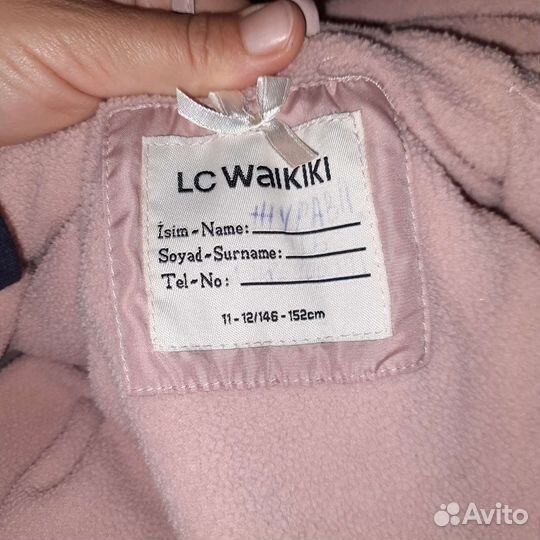 LC WAIKIKI
İsim-Name:
Soyad-Surname:
Tel-No:
11-12/146-152cm
Avito